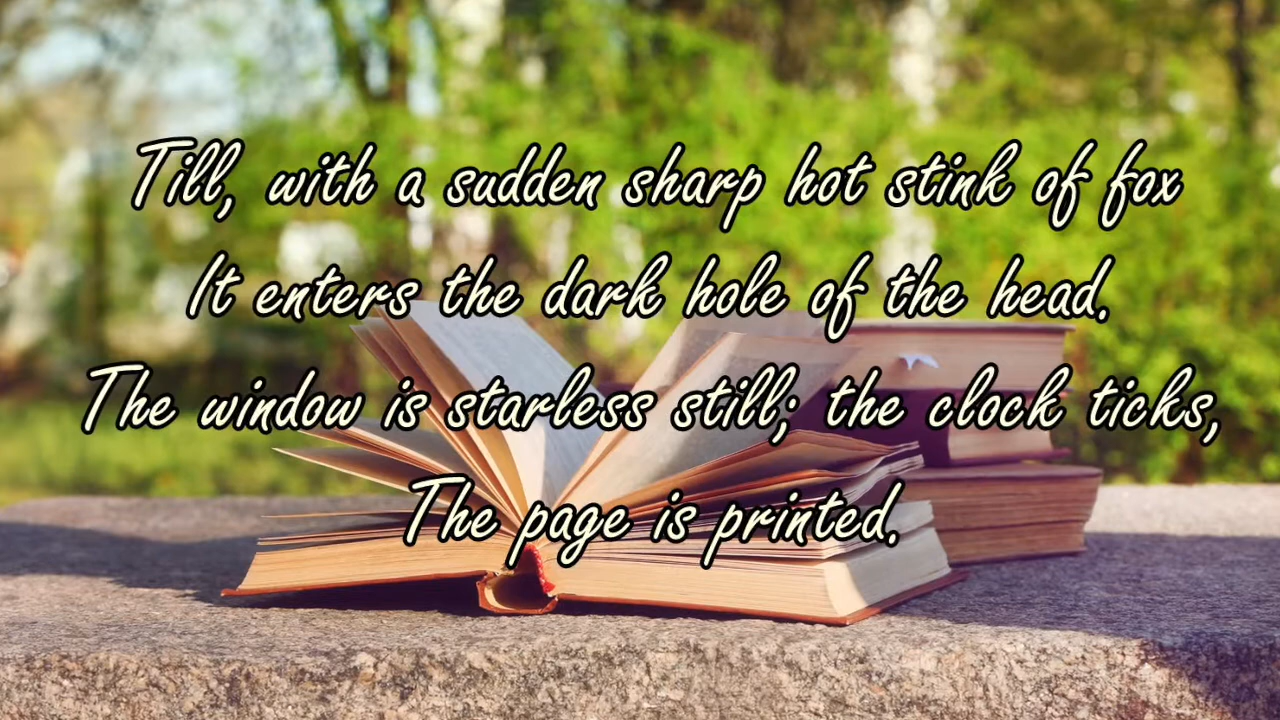 Till, with a sudden sharp hot stink of fox
It enters the dark hole of the head.
The window is starless still; the clock ticks,
The page is printed.